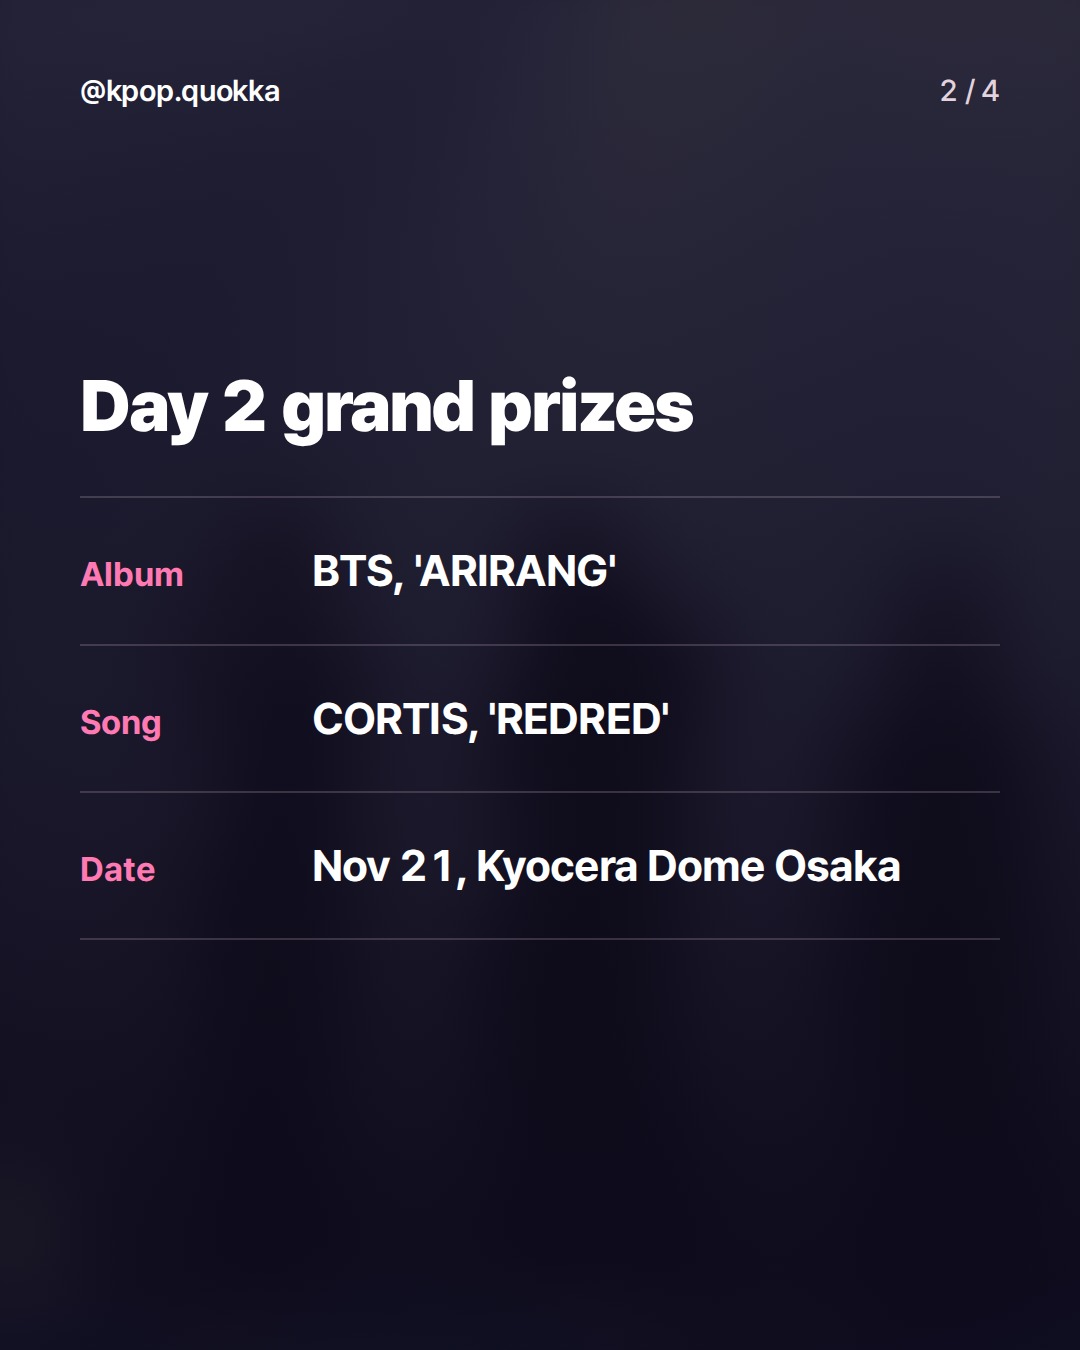 @kpop.quokka
2 / 4
Day 2 grand prizes
Album BTS, 'ARIRANG'
Song CORTIS, 'REDRED'
Date Nov 21, Kyocera Dome Osaka